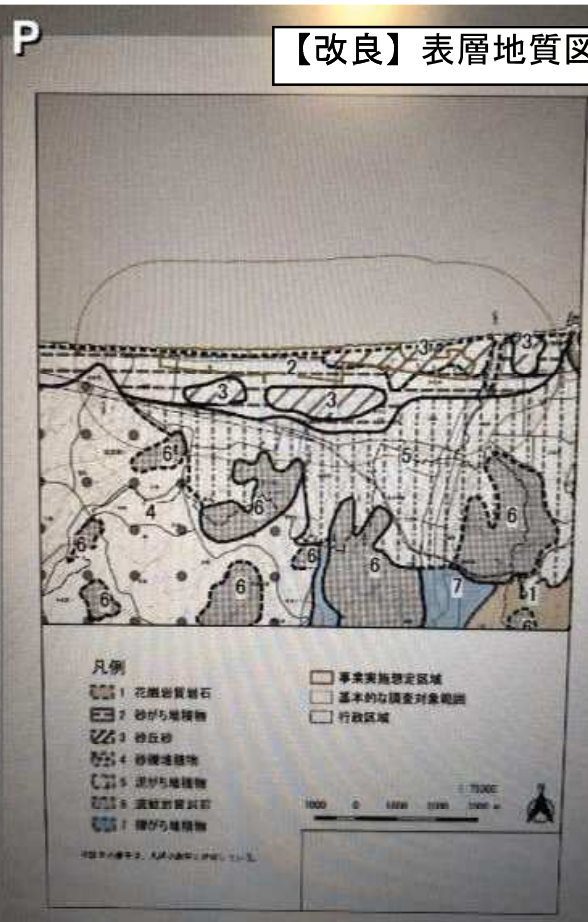 P
【改良】表層地質図
3
3
2
3
3
5
6
6
6
4
6
6
6
6
7
1
6
6
6
凡例
1 花崗岩質岩石
2 砂がち堆積物
3 砂丘砂
4 砂礫堆積物
5 泥がち堆積物
6 流紋岩質
7 礫がち堆積物
事業実施想定区域
基本的な調査対象範囲
行政区域
1000 0 1000 2000